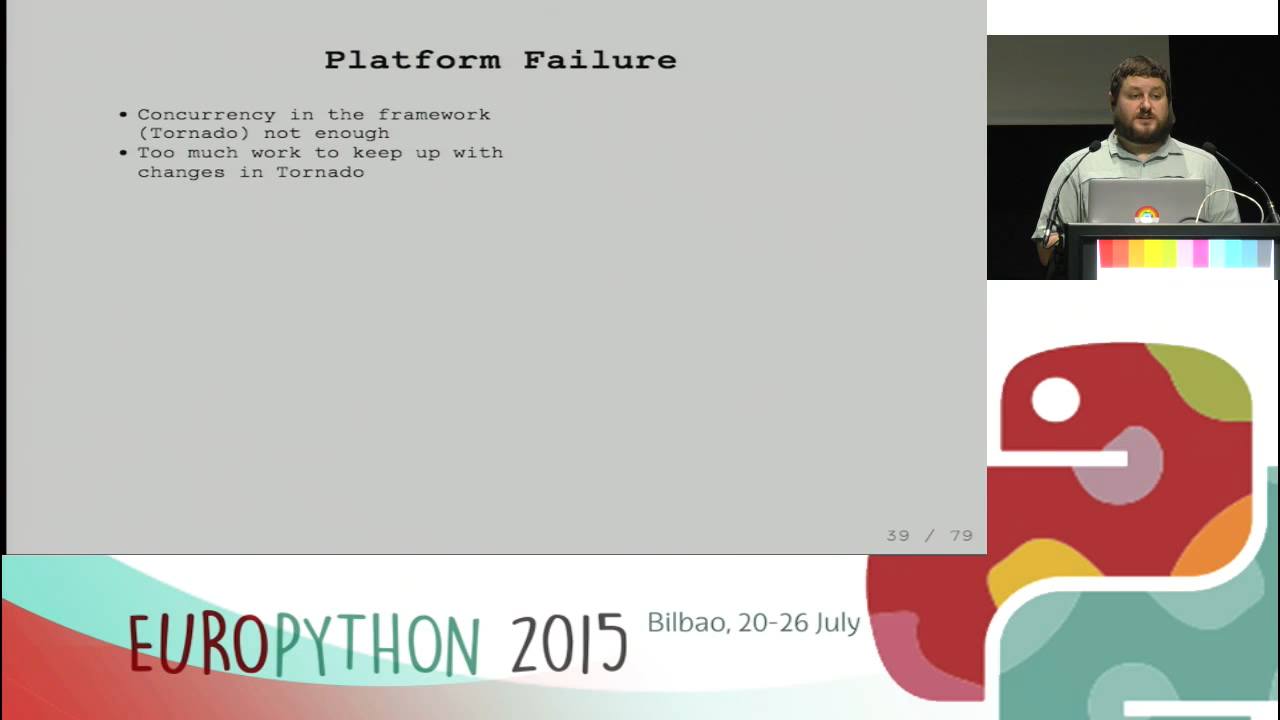 Platform Failure
• Concurrency in the framework
(Tornado) not enough
• Too much work to keep up with
changes in Tornado
39 / 79
EUROPYTHON 2015
Bilbao, 20-26 July